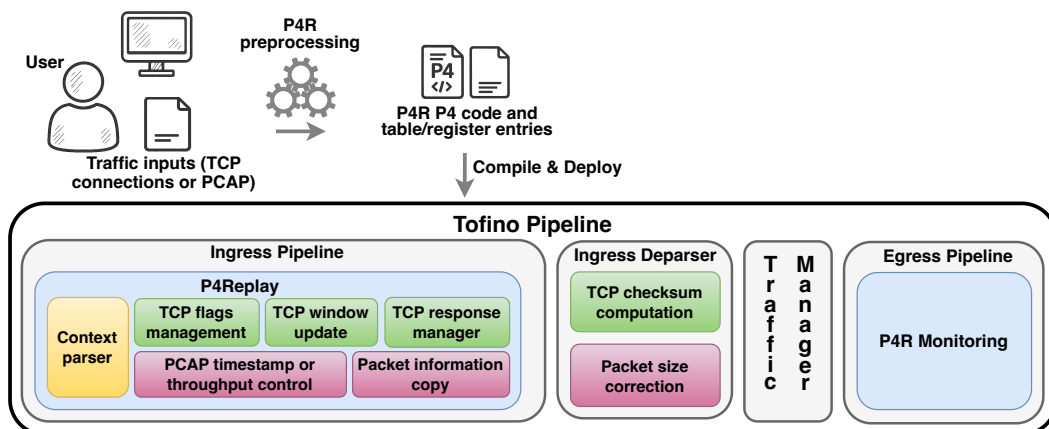 User
P4R
preprocessing
P4
</>
P4R P4 code and
table/register entries
Traffic inputs (TCP
connections or PCAP)
Compile & Deploy
Tofino Pipeline
Ingress Pipeline
P4Replay
Context
parser
TCP flags
management
TCP window
update
TCP response
manager
PCAP timestamp or
throughput control
Packet information
copy
Ingress Deparser
TCP checksum
computation
Packet size
correction
Traffic
Manager
Egress Pipeline
P4R Monitoring